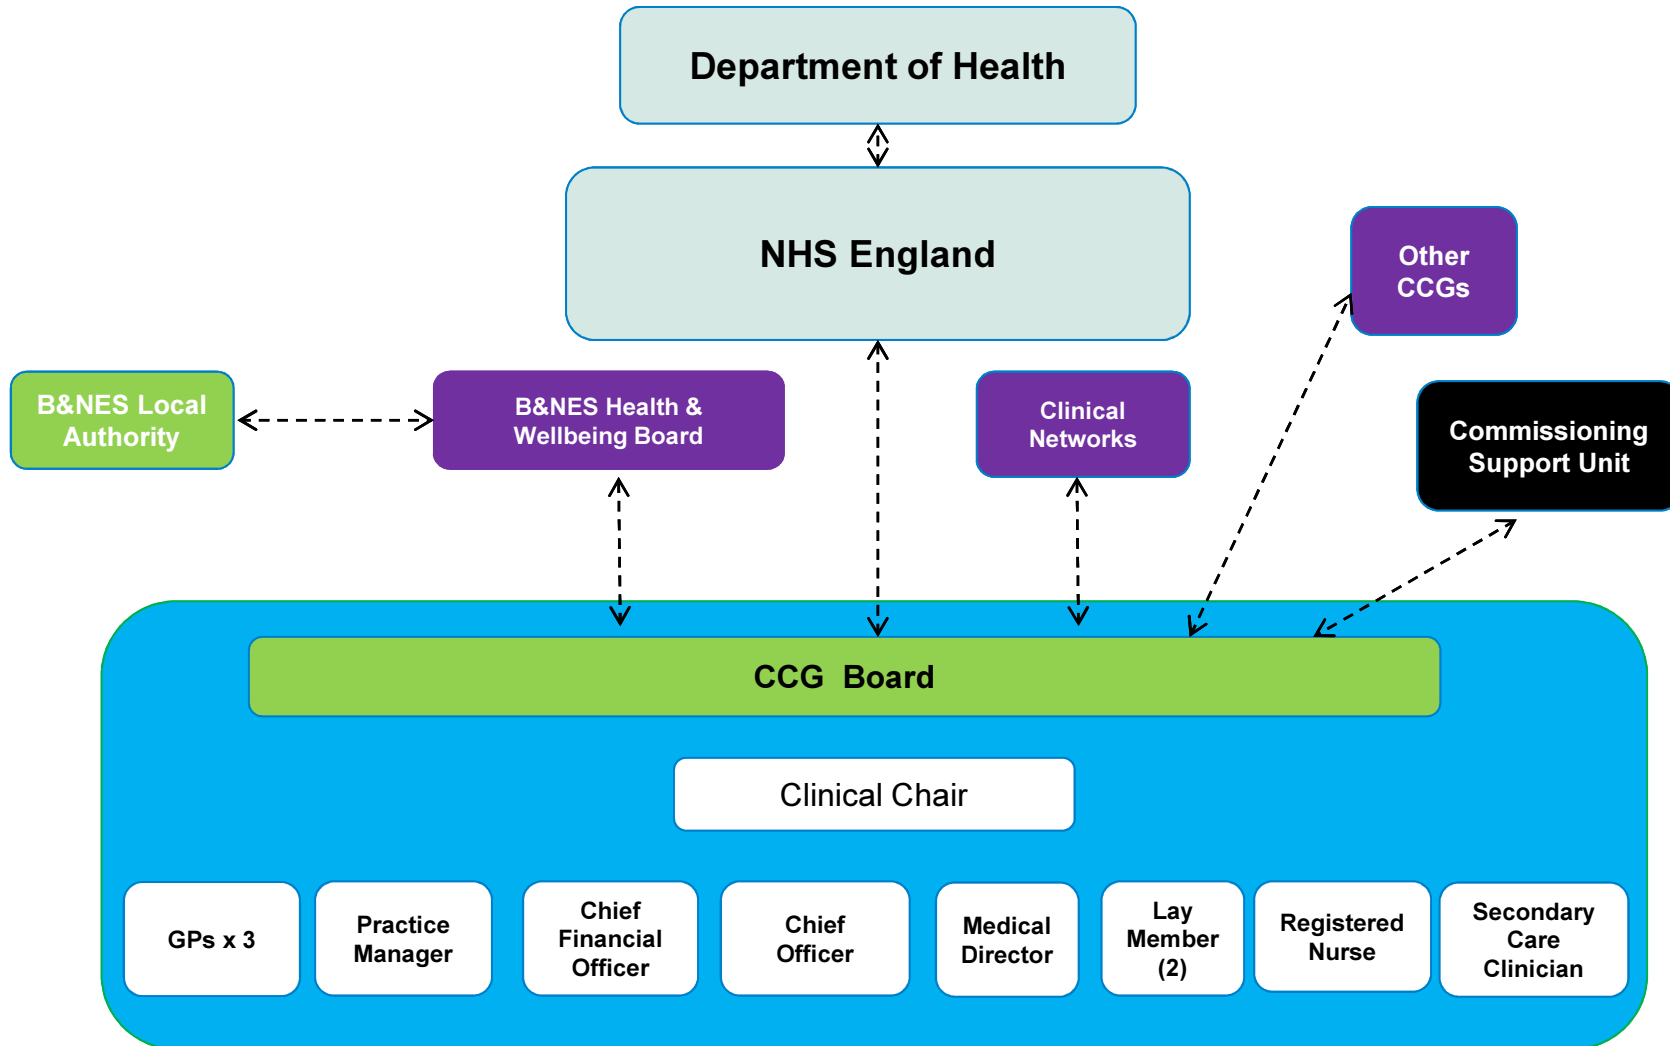 Department of Health
NHS England
Other
CCGs
B&NES Local
Authority
B&NES Health &
Wellbeing Board
Clinical
Networks
Commissioning
Support Unit
CCG  Board
Clinical Chair
GPs x 3
Practice
Manager
Chief
Financial
Officer
Chief
Officer
Medical
Director
Lay
Member
(2)
Registered
Nurse
Secondary
Care
Clinician